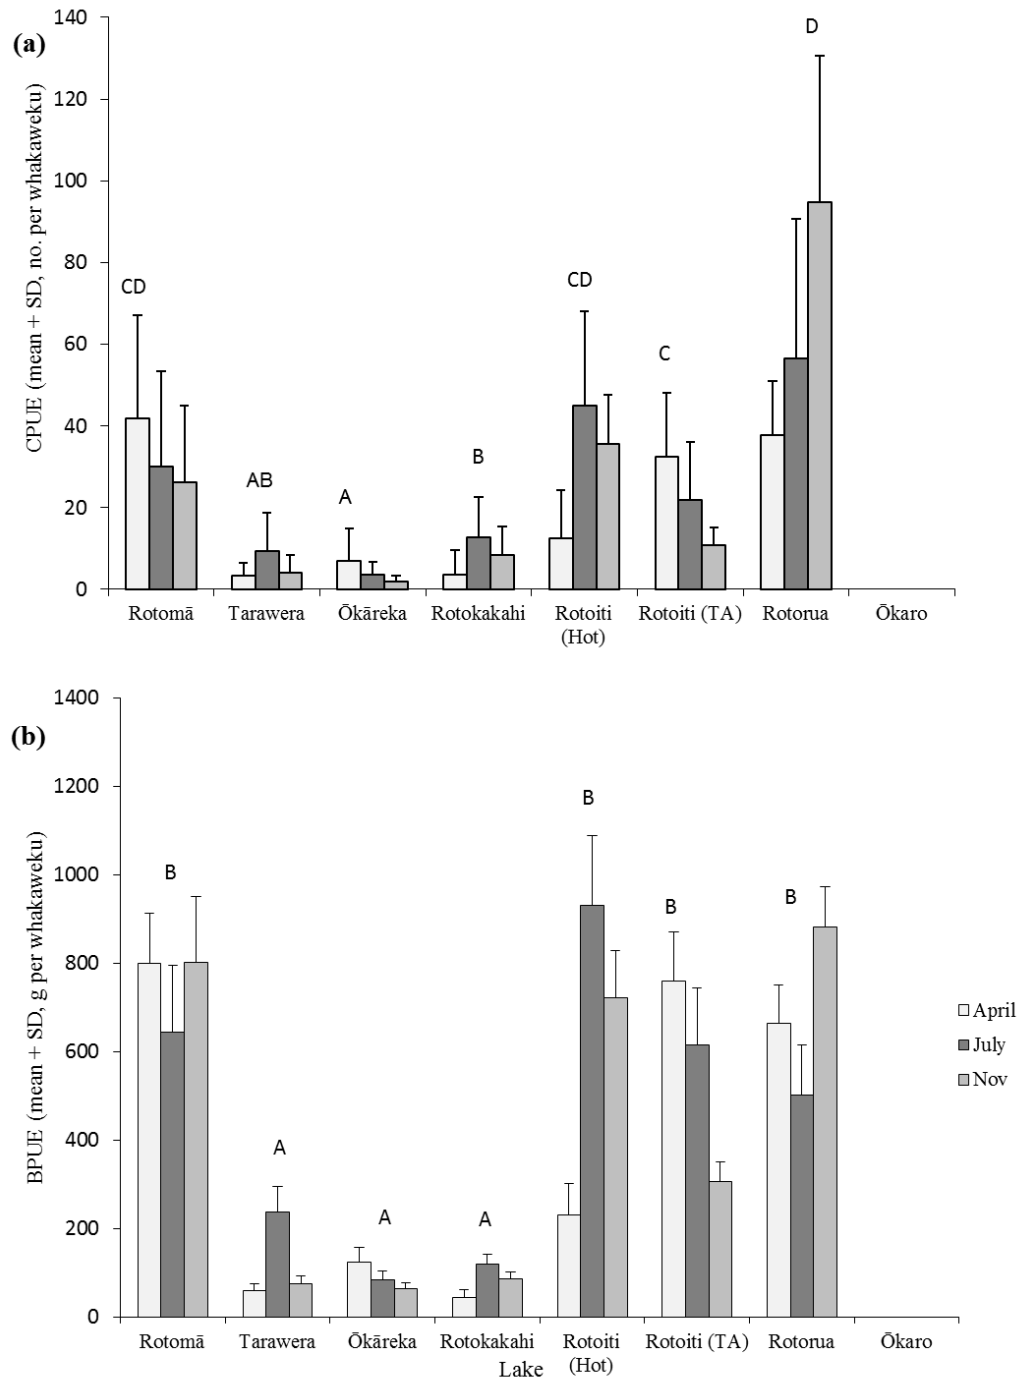 (a)
CPUE (mean + SD, no. per whakaweku)
140
120
100
80
60
40
20
0
CD
AB
A
B
CD
C
D
Rotomā
Tarawera
Ōkāreka
Rotokakahi
Rotoiti
(Hot)
Rotoiti (TA)
Rotorua
Ōkaro
(b)
BPUE (mean + SD, g per whakaweku)
1400
1200
1000
800
600
400
200
0
B
A
A
A
B
B
B
April
July
Nov
Rotomā
Tarawera
Ōkāreka
Rotokakahi
Rotoiti
(Hot)
Rotoiti (TA)
Rotorua
Ōkaro
Lake